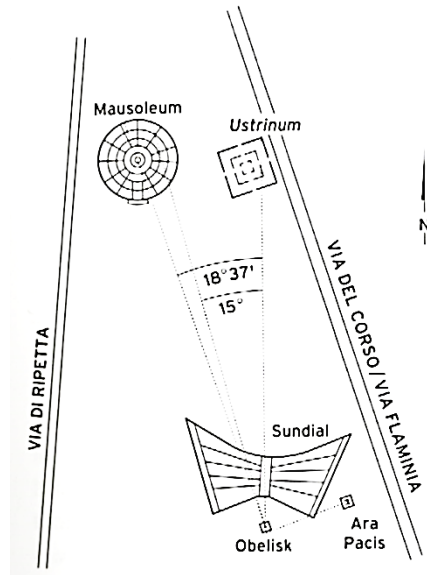 Mausoleum
Ustrinum
N
18°37'
15°
VIA DI RIPETTA
VIA DEL CORSO/VIA FLAMINIA
Sundial
Obelisk
Ara
Pacis